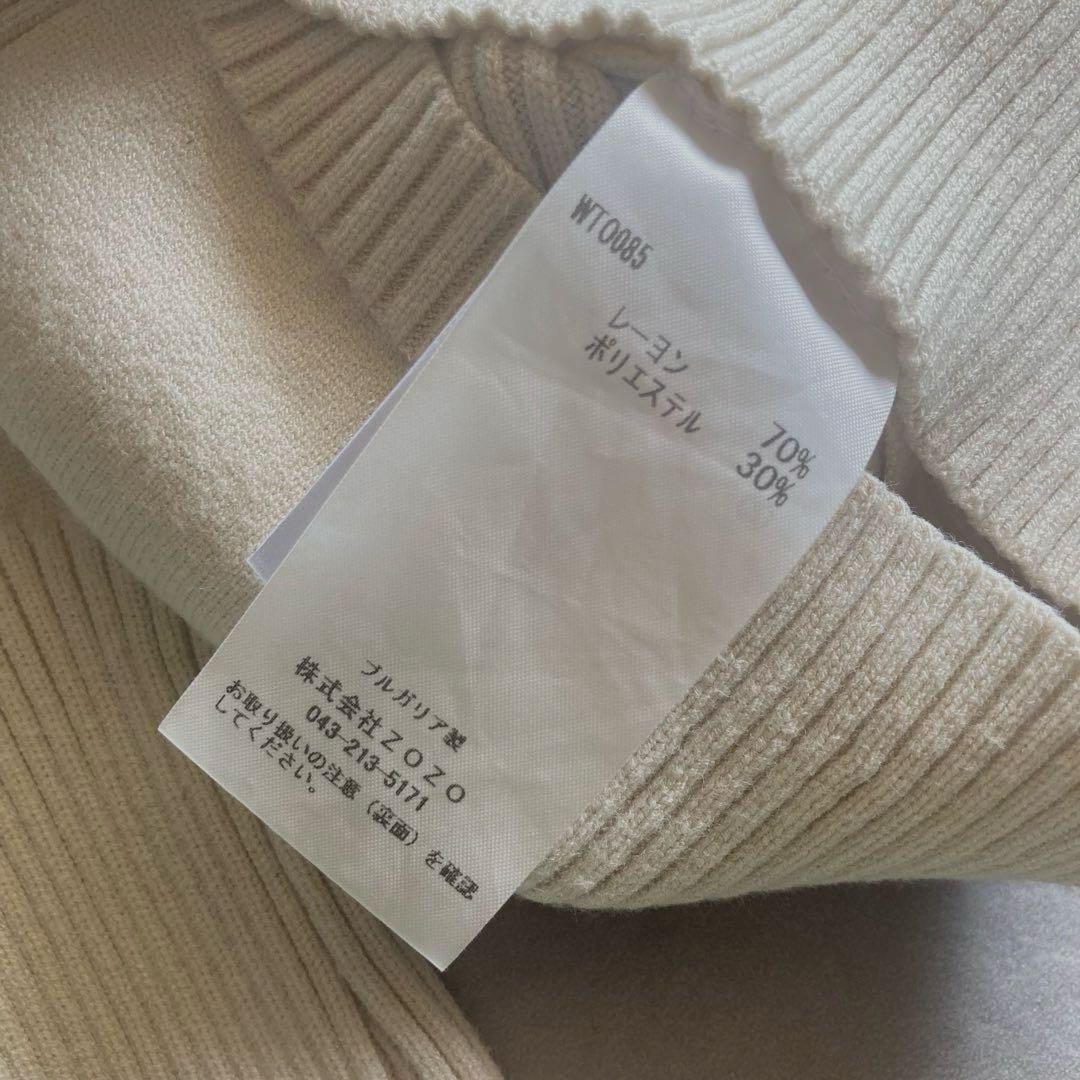 WT0085
レーヨン 70%
ポリエステル 30%
ブルガリア製
株式会社ZOZO
043-213-5171
お取り扱いの注意(裏面)を確認
してください。